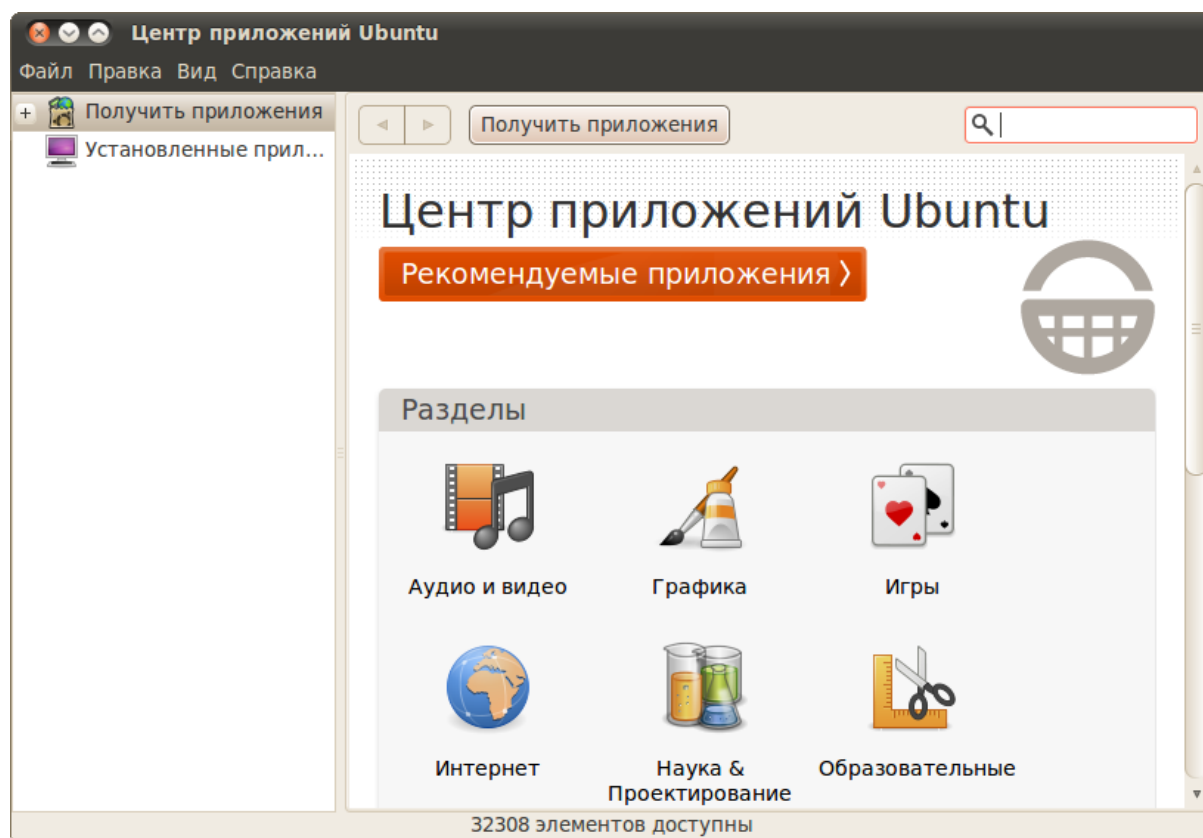 Центр приложений Ubuntu
Файл Правка Вид Справка
Получить приложения
Установленные прил...
Получить приложения
Центр приложений Ubuntu
Рекомендуемые приложения
Разделы
Аудио и видео
Графика
Игры
Интернет
Наука &
Проектирование
Образовательные
32308 элементов доступны